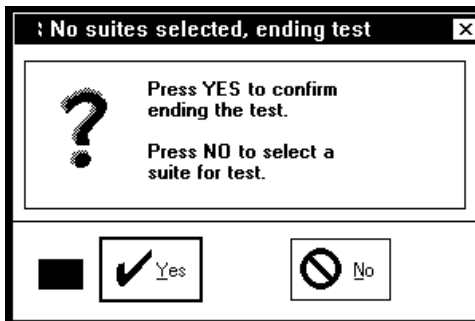 : No suites selected, ending test
Press YES to confirm
ending the test.
Press NO to select a
suite for test.
Yes
No